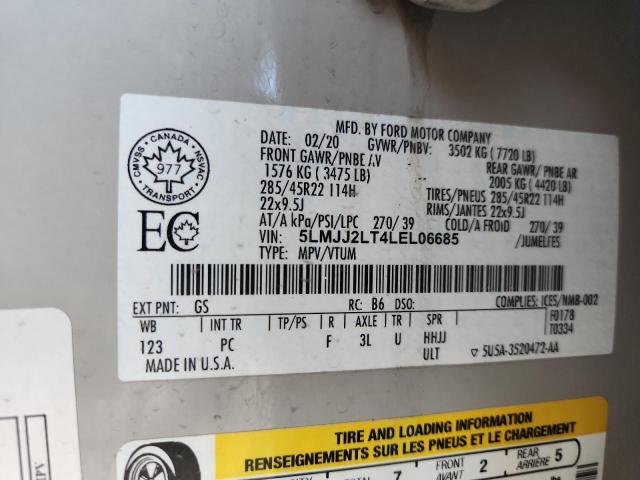 CMVSS · CANADA · NSVAC
977
TRANSPORT
EC
MFD. BY FORD MOTOR COMPANY
DATE: 02/20 GVWR/PNBV: 3502 KG ( 7720 LB)
FRONT GAWR/PNBE AV REAR GAWR/ PNBE AR
1576 KG ( 3475 LB) 2005 KG ( 4420 LB)
285/45R22 114H TIRES/PNEUS 285/45R22 114H
22x9.5J RIMS/JANTES 22x9.5J
AT/A kPa/PSI/LPC 270/ 39 COLD/A FROID 270/ 39
VIN: 5LMJJ2LT4LEL06685 /JUMELFES
TYPE: MPV/VTUM
EXT PNT: GS RC: B6 DSO: COMPLIES: ICES/NMB-002
WB INT TR TP/PS R AXLE TR SPR F0178
T0334
123 PC F 3L U HHJJ
ULT
MADE IN U.S.A. ▽ 5U5A-3520472-AA
TIRE AND LOADING INFORMATION
RENSEIGNEMENTS SUR LES PNEUS ET LE CHARGEMENT
7 FRONT AVANT 2 REAR ARRIÈRE 5